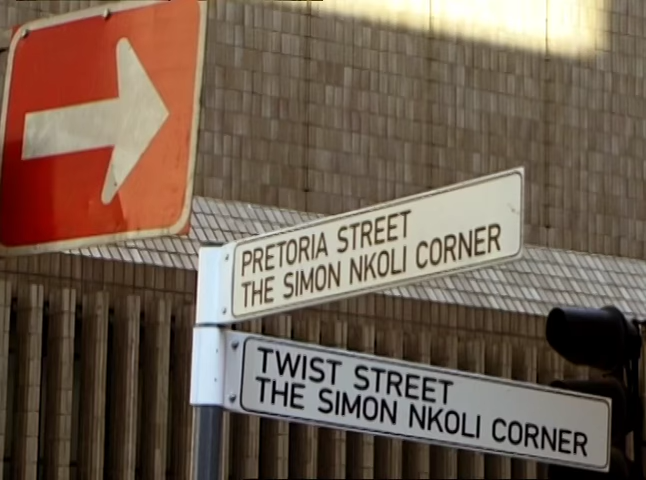 PRETORIA STREET
THE SIMON NKOLI CORNER
TWIST STREET
THE SIMON NKOLI CORNER